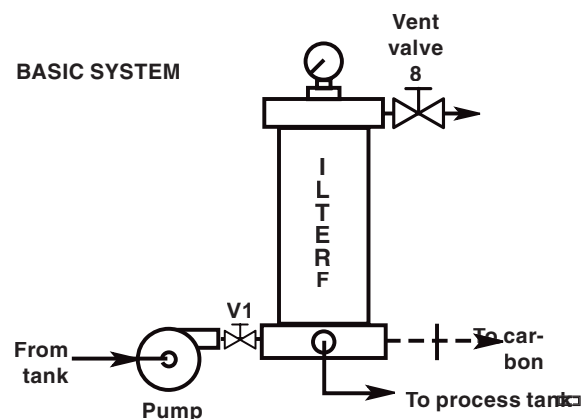 BASIC SYSTEM
Vent
valve
8
I
L
T
E
R
F
V1
From
tank
Pump
To car-
bon
To process tank